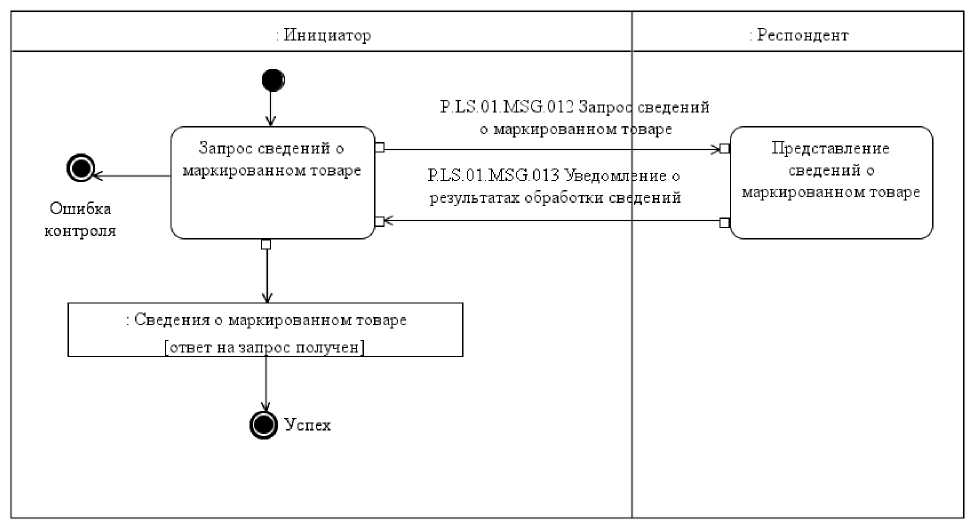 : Инициатор
: Респондент
P.LS.01.MSG.012 Запрос сведений
о маркированном товаре
Запрос сведений о
маркированном товаре
Представление
сведений о
маркированном товаре
P.LS.01.MSG.013 Уведомление о
результатах обработки сведений
Ошибка
контроля
: Сведения о маркированном товаре
[ответ на запрос получен]
Успех